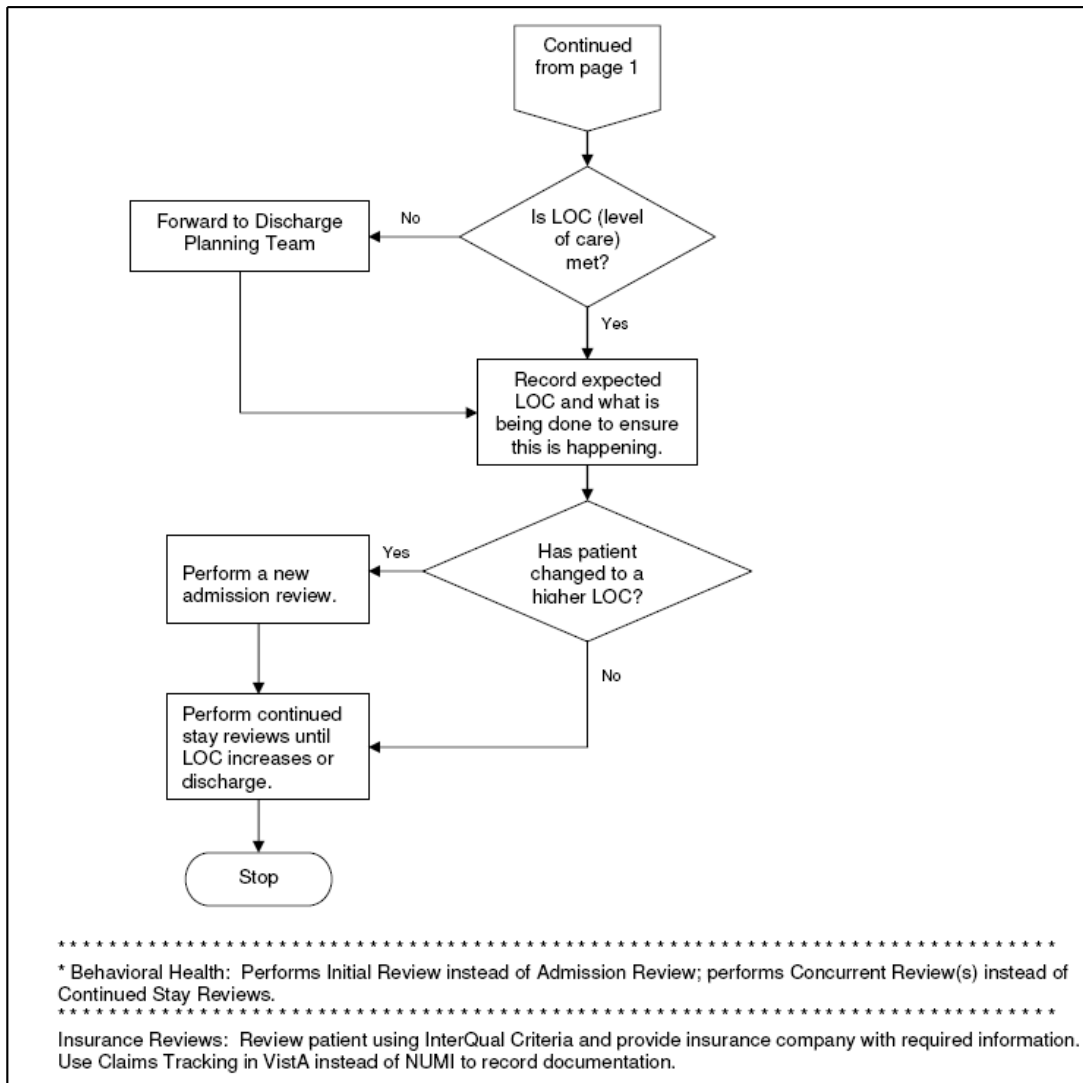 Continued
from page 1
Is LOC (level
of care)
met?
No
Forward to Discharge
Planning Team
Yes
Record expected
LOC and what is
being done to ensure
this is happening.
Has patient
changed to a
higher LOC?
Yes
Perform a new
admission review.
No
Perform continued
stay reviews until
LOC increases or
discharge.
Stop
* * * * * * * * * * * * * * * * * * * * * * * * * * * * * * * * * * * * * * * * * * * * * * * * * * * * * * * * * * * * * * * * * * * * * * * * * * * * * *
* Behavioral Health: Performs Initial Review instead of Admission Review; performs Concurrent Review(s) instead of
Continued Stay Reviews.
* * * * * * * * * * * * * * * * * * * * * * * * * * * * * * * * * * * * * * * * * * * * * * * * * * * * * * * * * * * * * * * * * * * * * * * * * * * * * *
Insurance Reviews: Review patient using InterQual Criteria and provide insurance company with required information.
Use Claims Tracking in VistA instead of NUMI to record documentation.